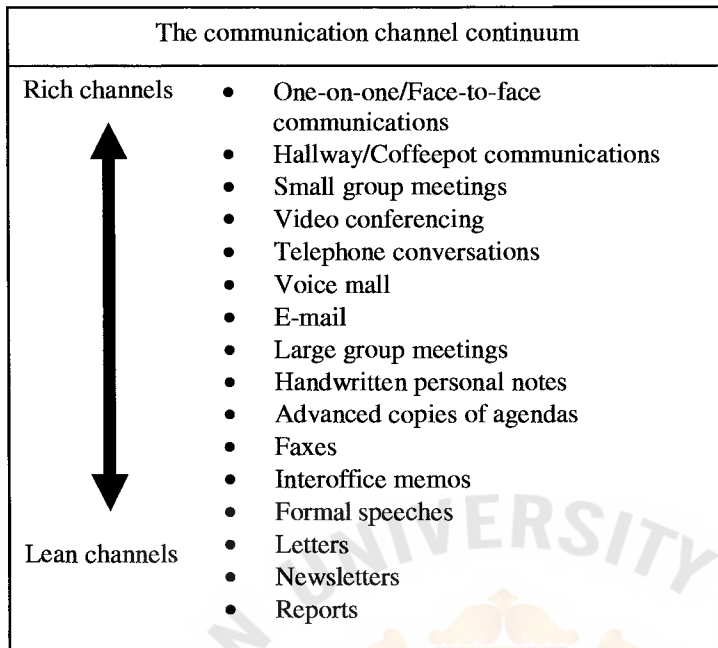 The communication channel continuum
Rich channels
• One-on-one/Face-to-face
communications
• Hallway/Coffeepot communications
• Small group meetings
• Video conferencing
• Telephone conversations
• Voice mall
• E-mail
• Large group meetings
• Handwritten personal notes
• Advanced copies of agendas
• Faxes
• Interoffice memos
• Formal speeches
Lean channels
• Letters
• Newsletters
• Reports
N UNIVERSITY